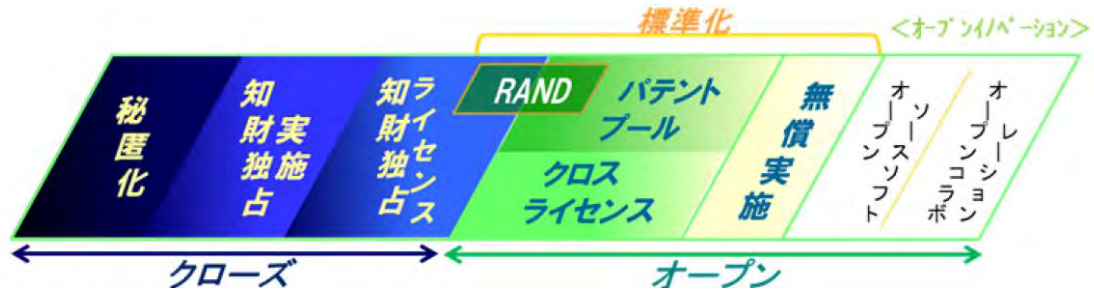 標準化
＜ｵｰﾌﾟﾝｲﾉﾍﾞｰｼｮﾝ＞
秘匿化
知財独占
実施
知財独占
ライセンス
RAND
パテント
プール
クロス
ライセンス
無償実施
オープン
ソースソフト
オープンコラボ
レーション
クローズ
オープン